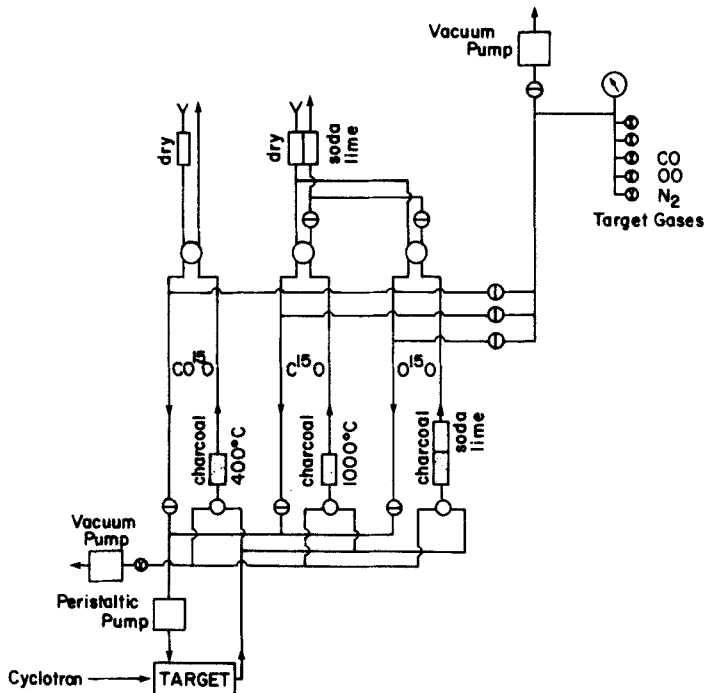 Vacuum
Pump
dry
dry
soda
lime
CO
OO
N₂
Target Gases
C¹⁵O
O¹⁵O
charcoal
400°C
charcoal
1000°C
charcoal
soda
lime
Vacuum
Pump
Peristaltic
Pump
Cyclotron
TARGET